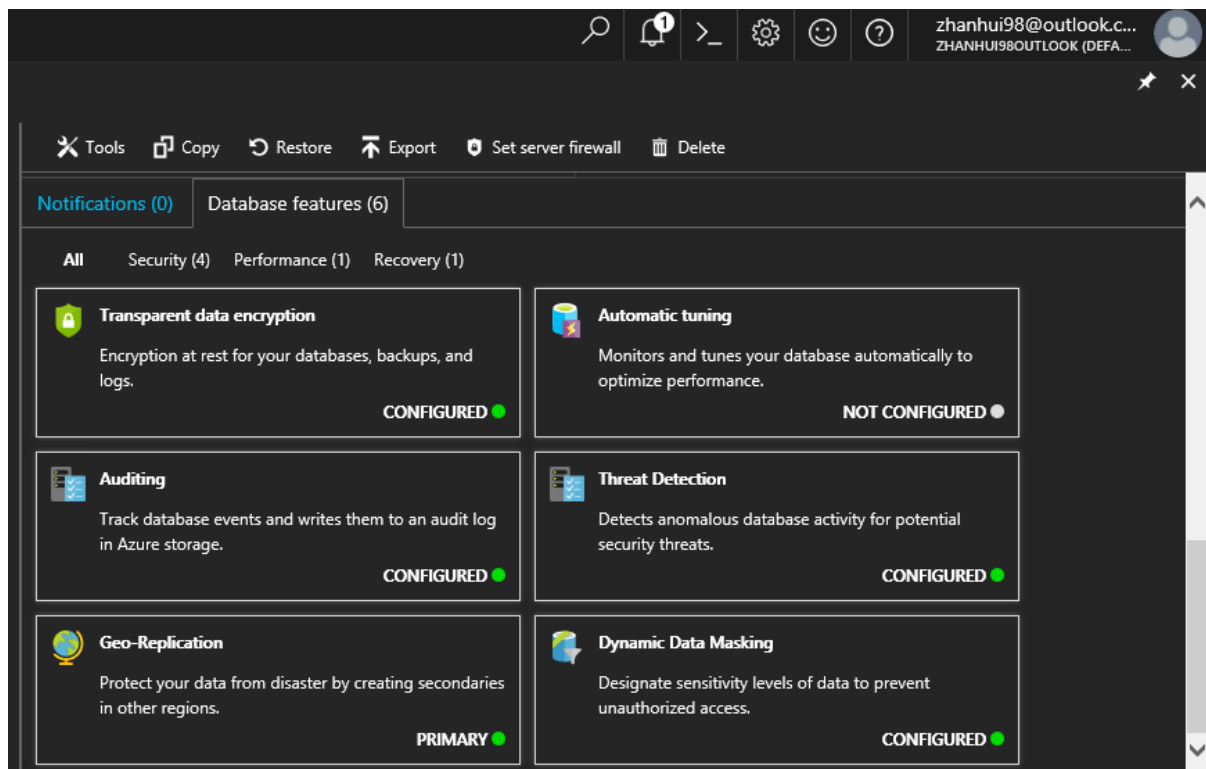 1
zhanhui98@outlook.c...
ZHANHUI98OUTLOOK (DEFA...
Tools Copy Restore Export Set server firewall Delete
Notifications (0) Database features (6)
All Security (4) Performance (1) Recovery (1)
Transparent data encryption
Encryption at rest for your databases, backups, and
logs.
CONFIGURED
Automatic tuning
Monitors and tunes your database automatically to
optimize performance.
NOT CONFIGURED
Auditing
Track database events and writes them to an audit log
in Azure storage.
CONFIGURED
Threat Detection
Detects anomalous database activity for potential
security threats.
CONFIGURED
Geo-Replication
Protect your data from disaster by creating secondaries
in other regions.
PRIMARY
Dynamic Data Masking
Designate sensitivity levels of data to prevent
unauthorized access.
CONFIGURED